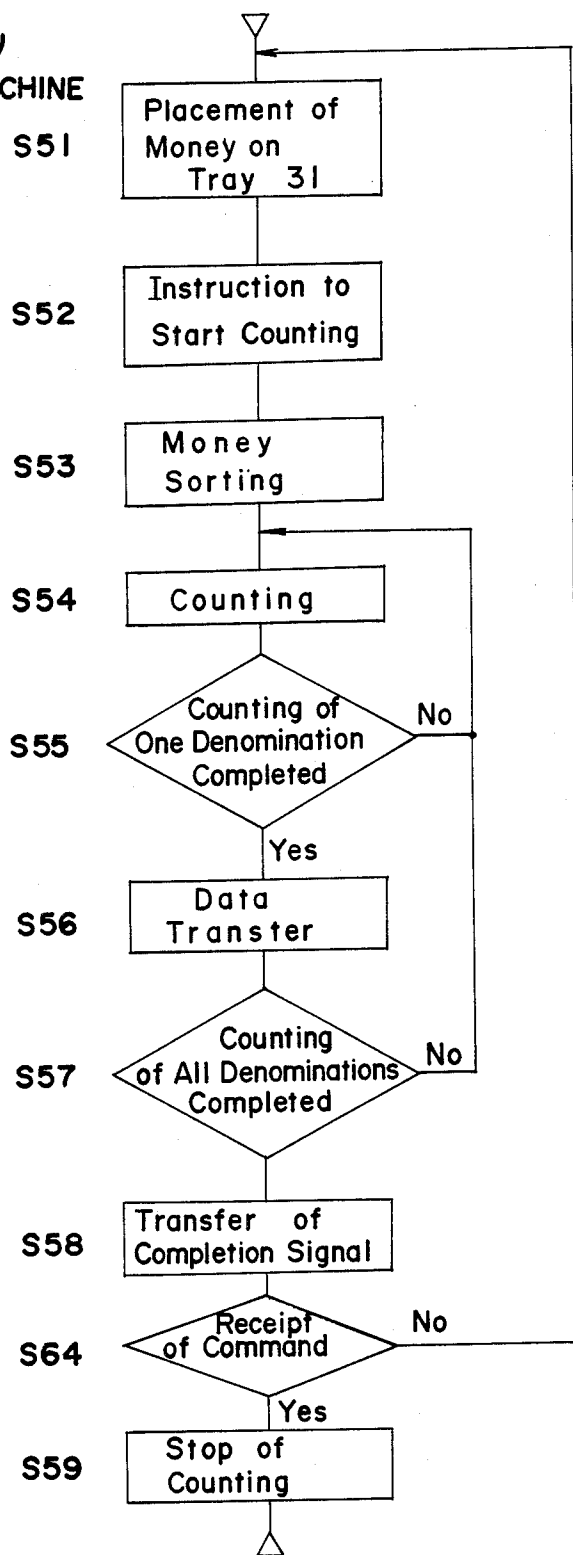 CHINE
S51
Placement of
Money on
Tray 31
S52
Instruction to
Start Counting
S53
Money
Sorting
S54
Counting
S55
Counting of
One Denomination
Completed
No
Yes
S56
Data
Transter
S57
Counting
of All Denominations
Completed
No
S58
Transfer of
Completion Signal
S64
Receipt
of Command
No
Yes
S59
Stop of
Counting